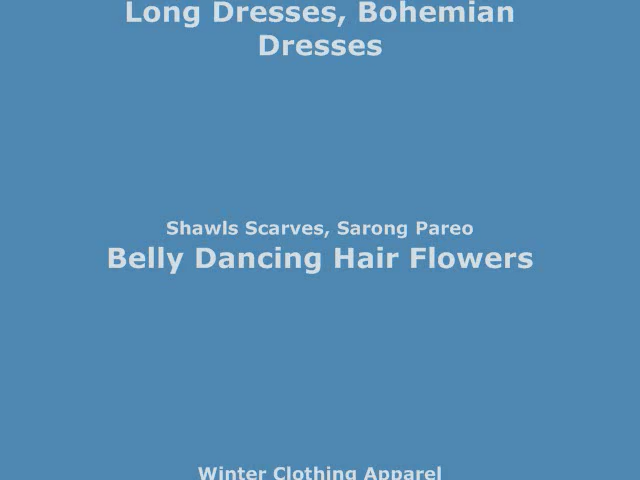 Long Dresses, Bohemian
Dresses
Shawls Scarves, Sarong Pareo
Belly Dancing Hair Flowers
Winter Clothing Apparel